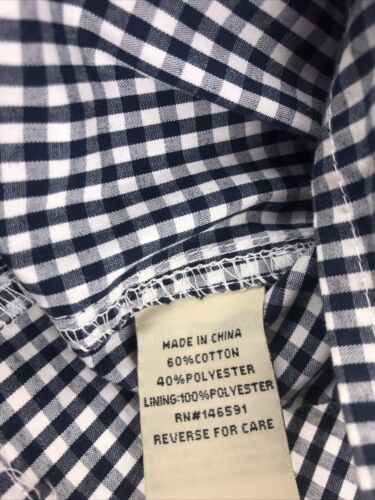 MADE IN CHINA
60%COTTON
40%POLYESTER
LINING:100%POLYESTER
RN#146591
REVERSE FOR CARE